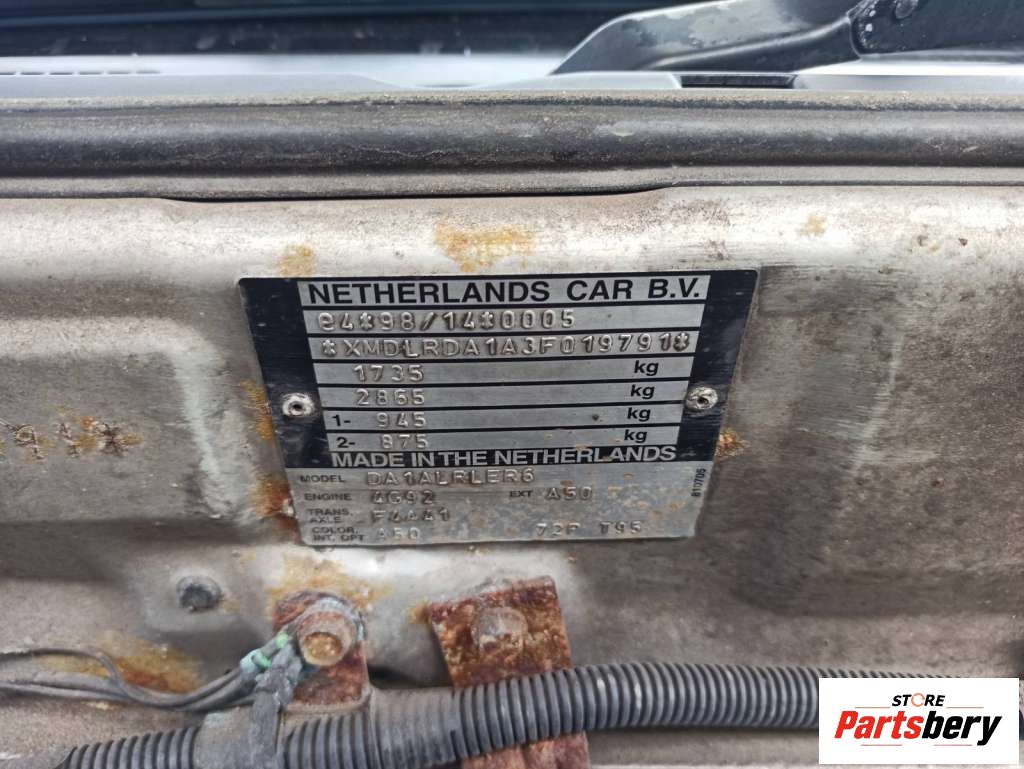 NETHERLANDS CAR B.V.
e4*98/14*0005
*XMDLRDA1A3F019791*
1735 kg
2865 kg
1- 945 kg
2- 875 kg
MADE IN THE NETHERLANDS
MODEL DA1ALRLER6
ENGINE 4G92 EXT A50
TRANS. AXLE F4A41
COLOR. INT. OPT A50 72P T95
810706
STORE
Partsbery